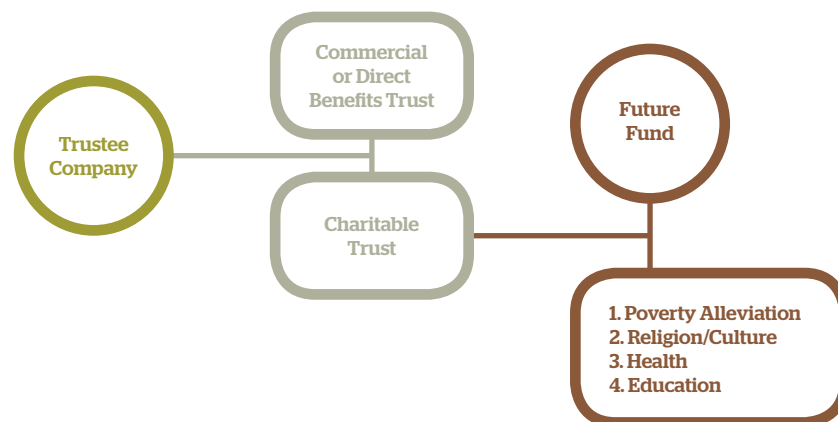 Commercial
or Direct
Benefits Trust
Future
Fund
Trustee
Company
Charitable
Trust
1. Poverty Alleviation
2. Religion/Culture
3. Health
4. Education